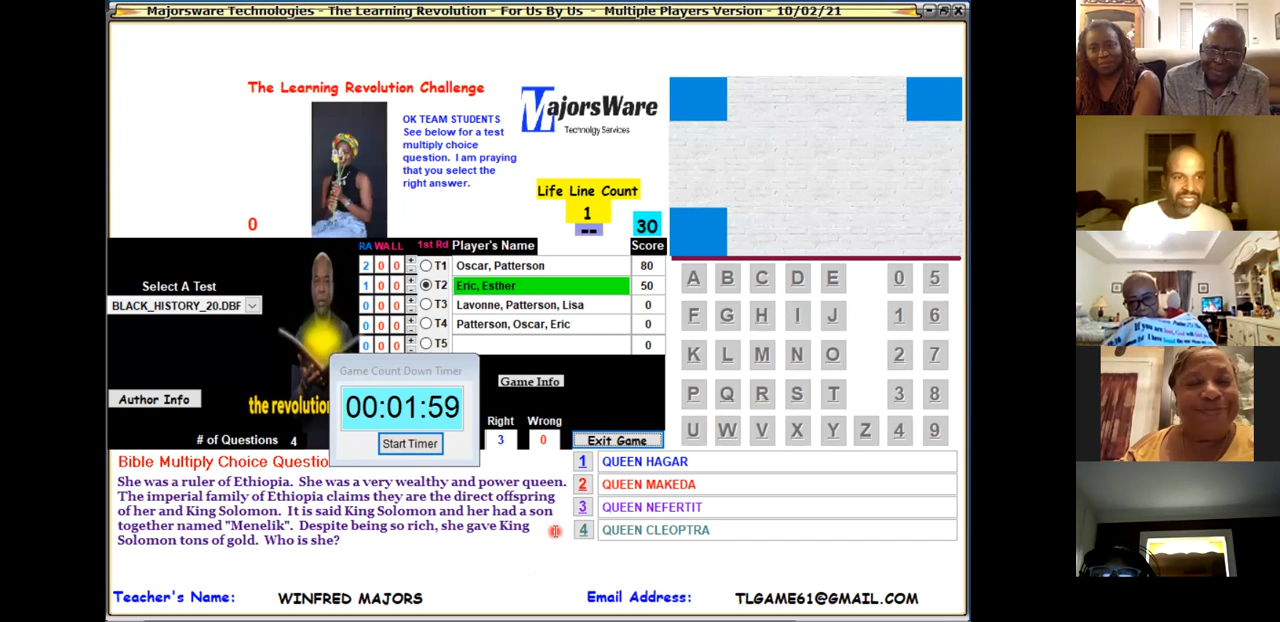 Majorsware Technologies - The Learning Revolution - For Us By Us - Multiple Players Version - 10/02/21
The Learning Revolution Challenge
OK TEAM STUDENTS
See below for a test
multiply choice
question. I am praying
that you select the
right answer.
MajorsWare
Technolgy Services
Life Line Count
1
--
30
0
RA WA LL 1st Rd Player's Name Score
2 0 0 + - T1 Oscar, Patterson 80
1 0 0 + - T2 Eric, Esther 50
0 0 0 + - T3 Lavonne, Patterson, Lisa 0
0 0 0 + - T4 Patterson, Oscar, Eric 0
0 0 0 + - T5 0
Select A Test
BLACK_HISTORY_20.DBF
Author Info
the revolution
# of Questions 4
Game Count Down Timer
00:01:59
Start Timer
Game Info
Right Wrong
3 0
Exit Game
A B C D E 0 5
F G H I J 1 6
K L M N O 2 7
P Q R S T 3 8
U W V X Y Z 4 9
Bible Multiply Choice Questio
She was a ruler of Ethiopia. She was a very wealthy and power queen.
The imperial family of Ethiopia claims they are the direct offspring
of her and King Solomon. It is said King Solomon and her had a son
together named "Menelik". Despite being so rich, she gave King
Solomon tons of gold. Who is she?
1 QUEEN HAGAR
2 QUEEN MAKEDA
3 QUEEN NEFERTIT
4 QUEEN CLEOPTRA
Teacher's Name: WINFRED MAJORS Email Address: TLGAME61@GMAIL.COM
If you are